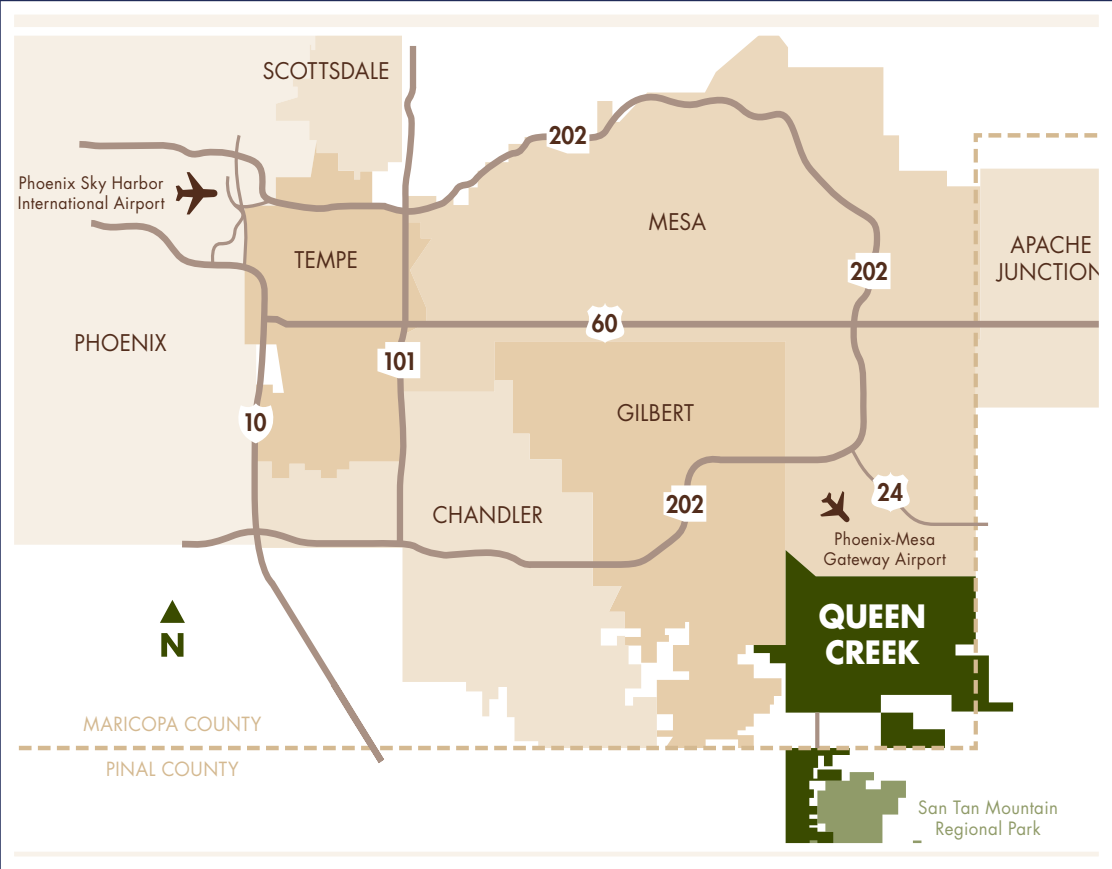 SCOTTSDALE
202
Phoenix Sky Harbor
International Airport
MESA
TEMPE
APACHE
JUNCTION
202
60
PHOENIX
101
GILBERT
10
24
202
CHANDLER
Phoenix-Mesa
Gateway Airport
QUEEN
CREEK
N
MARICOPA COUNTY
PINAL COUNTY
San Tan Mountain
Regional Park